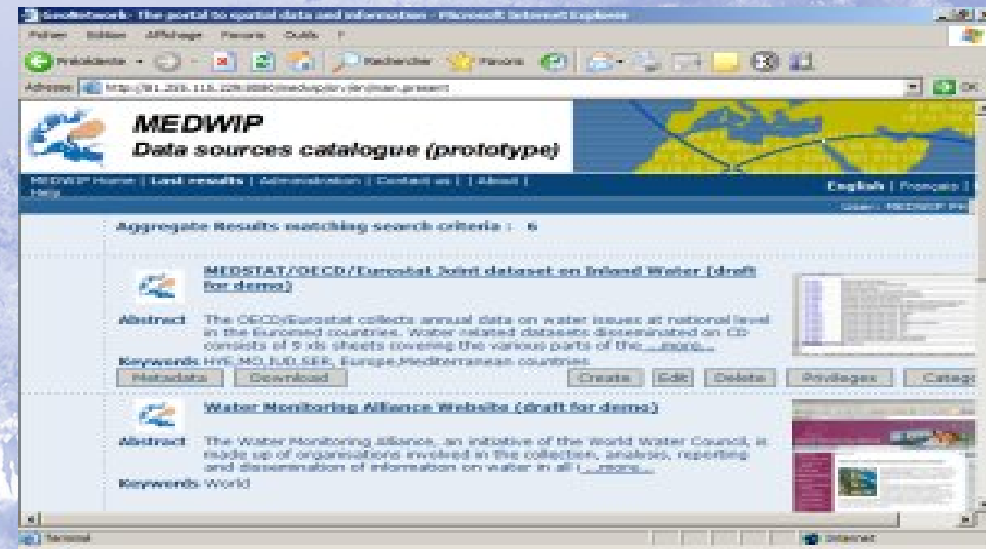 GeoNetwork - The portal to spatial data and information - Microsoft Internet Explorer
Fichier Edition Affichage Favoris Outils ?
Précédente Rechercher Favoris
Adresse OK
MEDWIP
Data sources catalogue (prototype)
MEDWIP Home | Last results | Administration | Contact us | | About |
Help
English | Français |
User: MEDWIP
Aggregate Results matching search criteria : 6
MEDSTAT/OECD/Eurostat Joint dataset on Inland Water (draft
for demo)
Abstract The OECD/Eurostat collects annual data on water issues at national level
in the Euromed countries. Water related datasets disseminated on CD
consists of 9 xls sheets covering the various parts of the ...more...
Keywords Europe,Mediterranean countries
Metadata Download Create Edit Delete Privileges Catego
Water Monitoring Alliance Website (draft for demo)
Abstract The Water Monitoring Alliance, an initiative of the World Water Council, is
made up of organisations involved in the collection, analysis, reporting
and dissemination of information on water in all ...more...
Keywords World
Terminé Internet